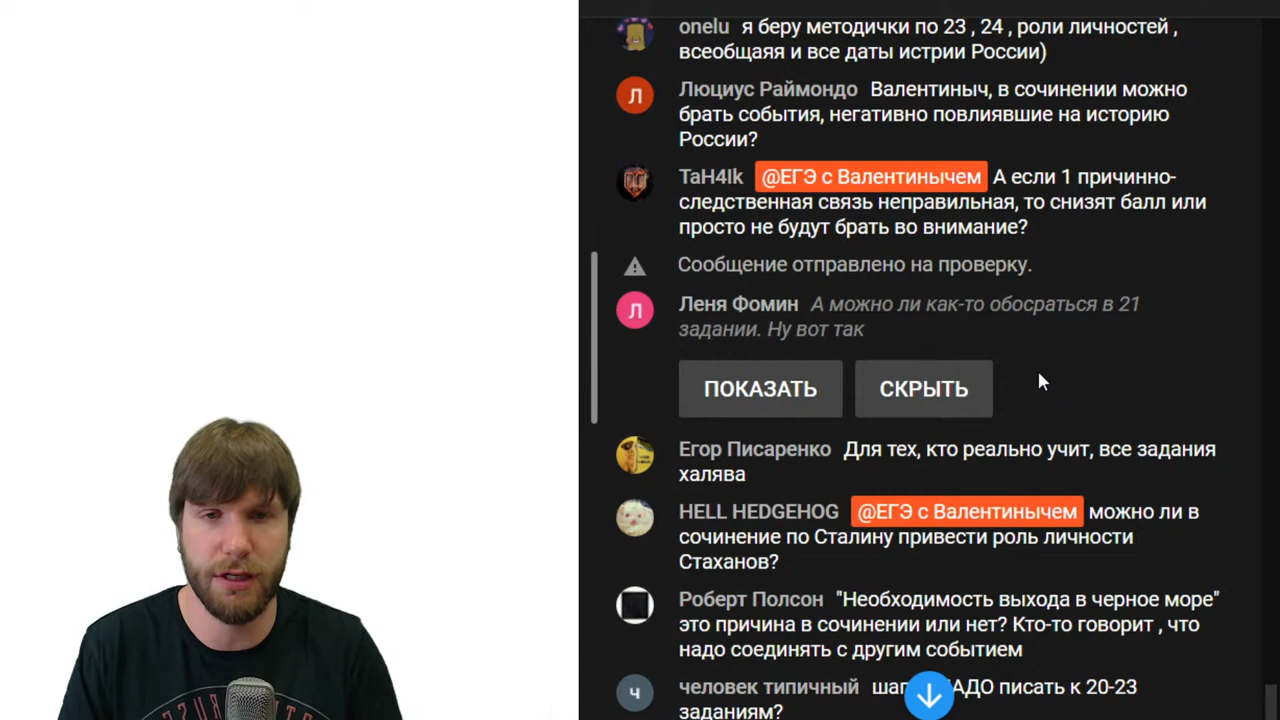 onelu я беру методички по 23 , 24 , роли личностей ,
всеобщаяя и все даты истрии России)
Л Люциус Раймондо Валентиныч, в сочинении можно
брать события, негативно повлиявшие на историю
России?
TaH4Ik @ЕГЭ с Валентинычем А если 1 причинно-
следственная связь неправильная, то снизят балл или
просто не будут брать во внимание?
Сообщение отправлено на проверку.
Л Леня Фомин А можно ли как-то обосраться в 21
задании. Ну вот так
ПОКАЗАТЬ СКРЫТЬ
Егор Писаренко Для тех, кто реально учит, все задания
халява
HELL HEDGEHOG @ЕГЭ с Валентинычем можно ли в
сочинение по Сталину привести роль личности
Стаханов?
Роберт Полсон "Необходимость выхода в черное море"
это причина в сочинении или нет? Кто-то говорит , что
надо соединять с другим событием
ч человек типичный писать к 20-23
заданиям?